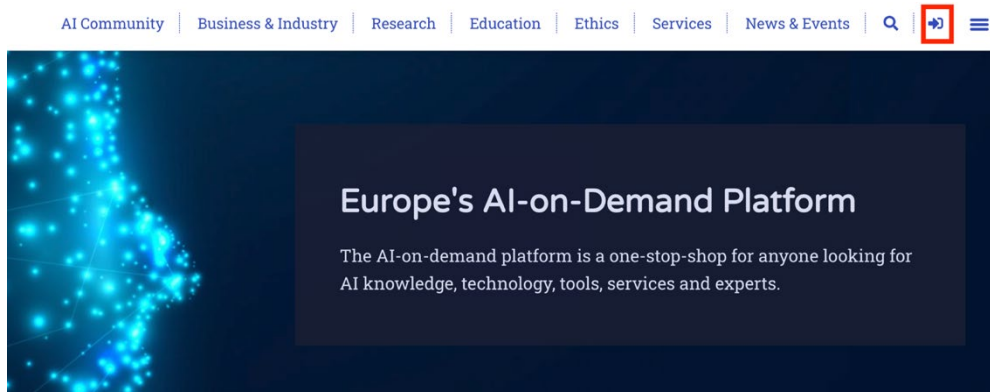 AI Community Business & Industry Research Education Ethics Services News & Events
Europe's AI-on-Demand Platform
The AI-on-demand platform is a one-stop-shop for anyone looking for
AI knowledge, technology, tools, services and experts.